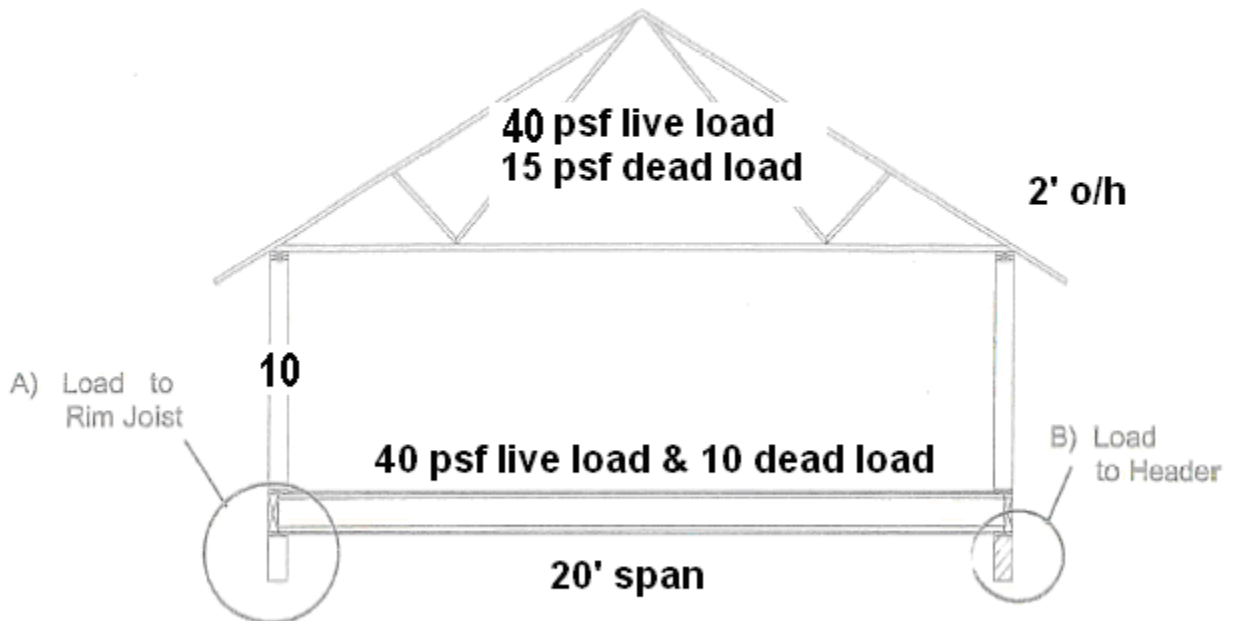 40 psf live load
15 psf dead load
2' o/h
10
A) Load to
Rim Joist
40 psf live load & 10 dead load
B) Load
to Header
20' span